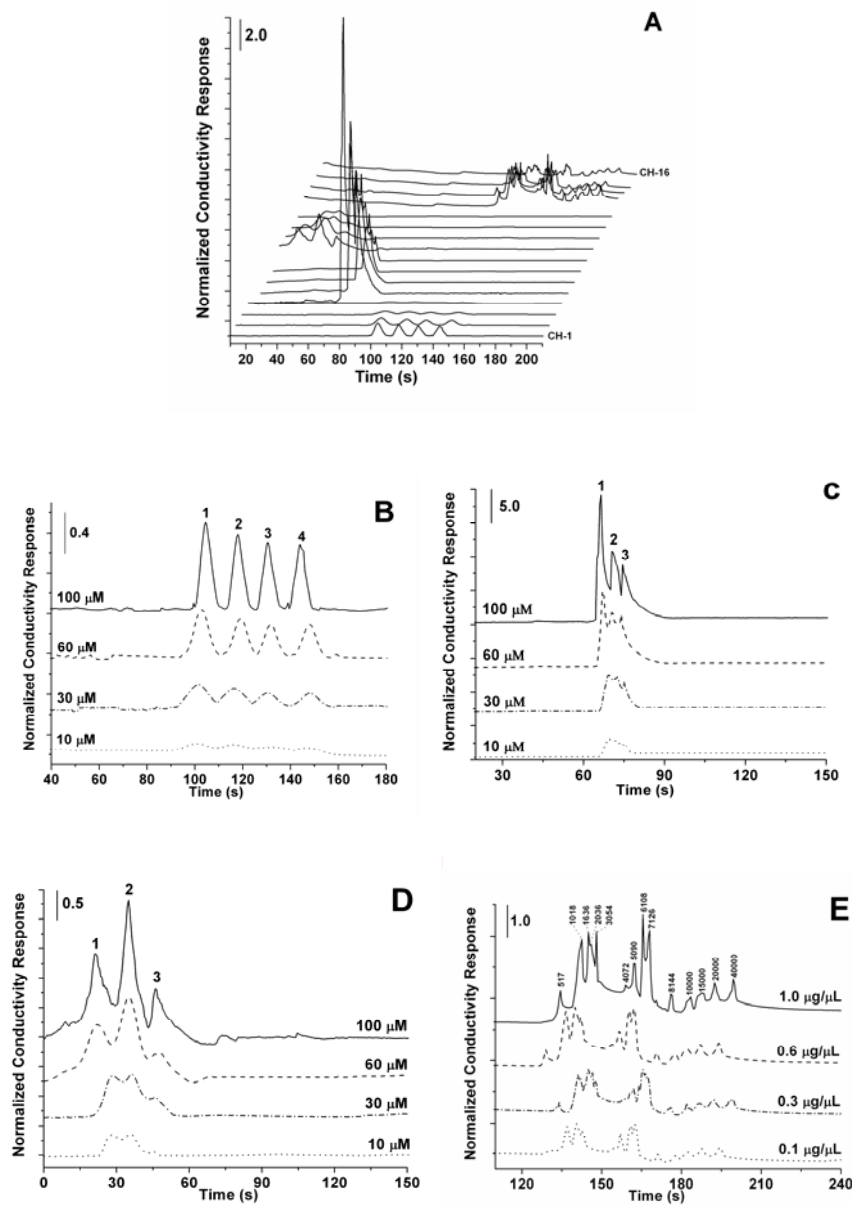 A
2.0
Normalized Conductivity Response
CH-16
CH-1
20 40 60 80 100 120 140 160 180 200
Time (s)
B
0.4
Normalized Conductivity Response
1 2 3 4
100 μM
60 μM
30 μM
10 μM
40 60 80 100 120 140 160 180
Time (s)
C
5.0
Normalized Conductivity Response
1
2
3
100 μM
60 μM
30 μM
10 μM
30 60 90 120 150
Time (s)
D
0.5
Normalized Conductivity Response
1
2
3
100 μM
60 μM
30 μM
10 μM
0 30 60 90 120 150
Time (s)
E
1.0
Normalized Conductivity Response
517
1018
1636
2036
3054
4072
5090
6108
7126
8144
10000
15000
20000
40000
1.0 μg/μL
0.6 μg/μL
0.3 μg/μL
0.1 μg/μL
120 150 180 210 240
Time (s)